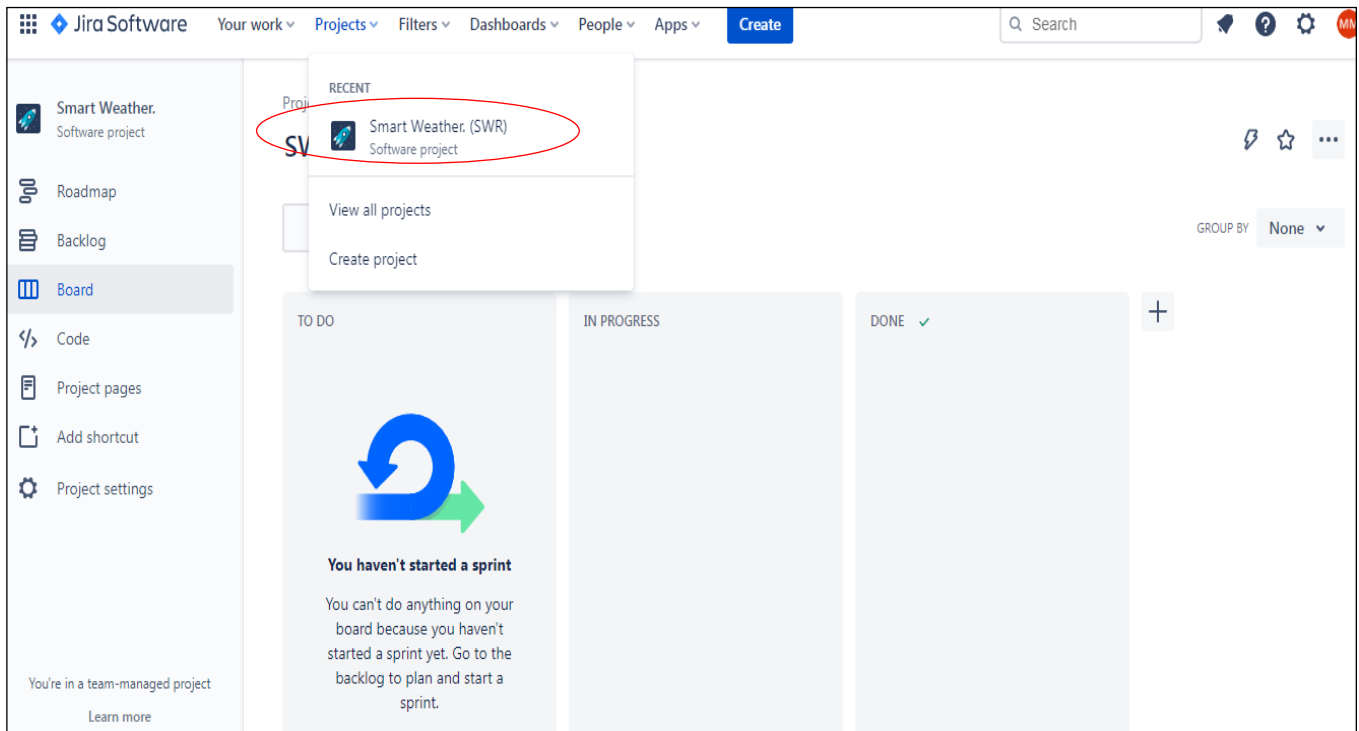 Jira Software Your work Projects Filters Dashboards People Apps Create Search MM
RECENT
Smart Weather. (SWR)
Software project
View all projects
Create project
Smart Weather.
Software project
Roadmap
Backlog
Board
Code
Project pages
Add shortcut
Project settings
You're in a team-managed project
Learn more
GROUP BY None
TO DO
IN PROGRESS
DONE
You haven't started a sprint
You can't do anything on your
board because you haven't
started a sprint yet. Go to the
backlog to plan and start a
sprint.